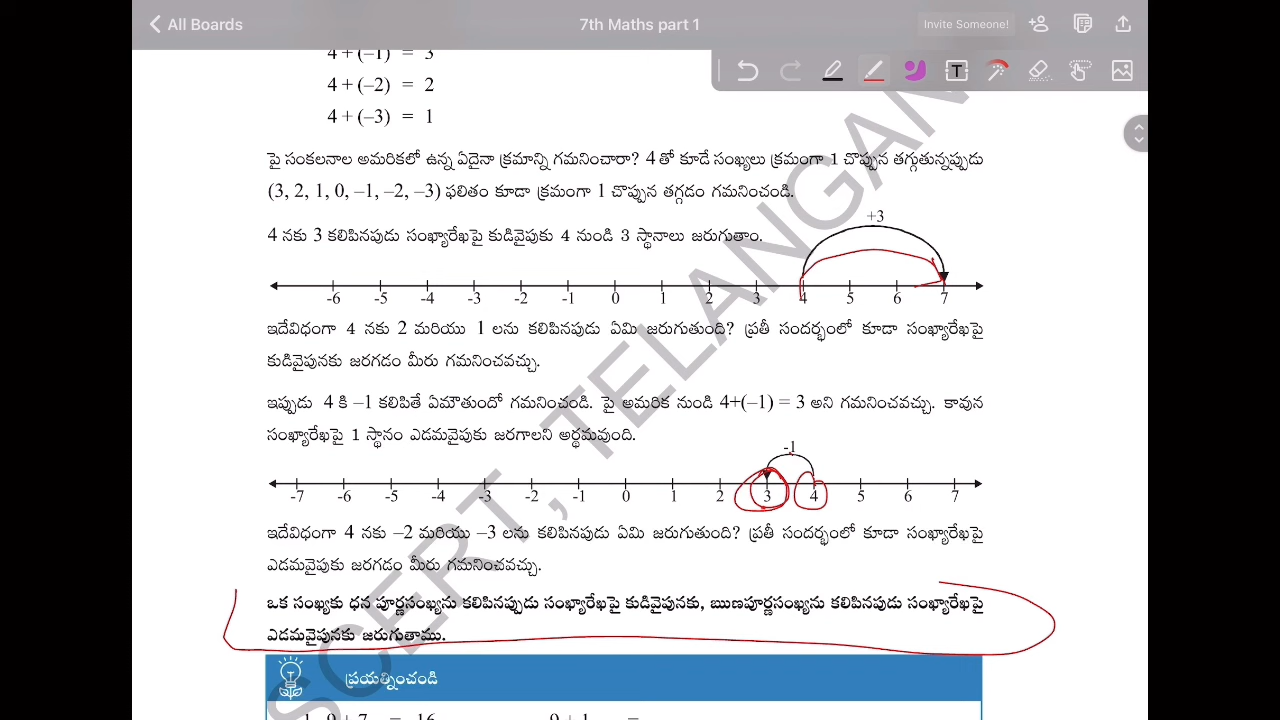 All Boards
7th Maths part 1
Invite Someone!
4 + (–1) = 3
4 + (–2) = 2
4 + (–3) = 1
పై సంకలనాల అమరికలో ఉన్న ఏదైనా క్రమాన్ని గమనించారా? 4 తో కూడే సంఖ్యలు క్రమంగా 1 చొప్పున తగ్గుతున్నప్పుడు
(3, 2, 1, 0, –1, –2, –3) ఫలితం కూడా క్రమంగా 1 చొప్పున తగ్గడం గమనించండి.
+3
4 నకు 3 కలిపినపుడు సంఖ్యారేఖపై కుడివైపుకు 4 నుండి 3 స్థానాలు జరుగుతాం.
-6 -5 -4 -3 -2 -1 0 1 2 3 4 5 6 7
ఇదేవిధంగా 4 నకు 2 మరియు 1 లను కలిపినపుడు ఏమి జరుగుతుంది? ప్రతీ సందర్భంలో కూడా సంఖ్యారేఖపై
కుడివైపునకు జరగడం మీరు గమనించవచ్చు.
ఇప్పుడు 4 కి –1 కలిపితే ఏమౌతుందో గమనించండి. పై అమరిక నుండి 4+(–1) = 3 అని గమనించవచ్చు. కావున
సంఖ్యారేఖపై 1 స్థానం ఎడమవైపుకు జరగాలని అర్థమవుంది.
-1
-7 -6 -5 -4 -3 -2 -1 0 1 2 3 4 5 6 7
ఇదేవిధంగా 4 నకు –2 మరియు –3 లను కలిపినపుడు ఏమి జరుగుతుంది? ప్రతీ సందర్భంలో కూడా సంఖ్యారేఖపై
ఎడమవైపుకు జరగడం మీరు గమనించవచ్చు.
ఒక సంఖ్యకు ధన పూర్ణసంఖ్యను కలిపినప్పుడు సంఖ్యారేఖపై కుడివైపునకు, ఋణపూర్ణసంఖ్యను కలిపినపుడు సంఖ్యారేఖపై
ఎడమవైపునకు జరుగుతాము.
ప్రయత్నించండి
SCERT, TELANGAN